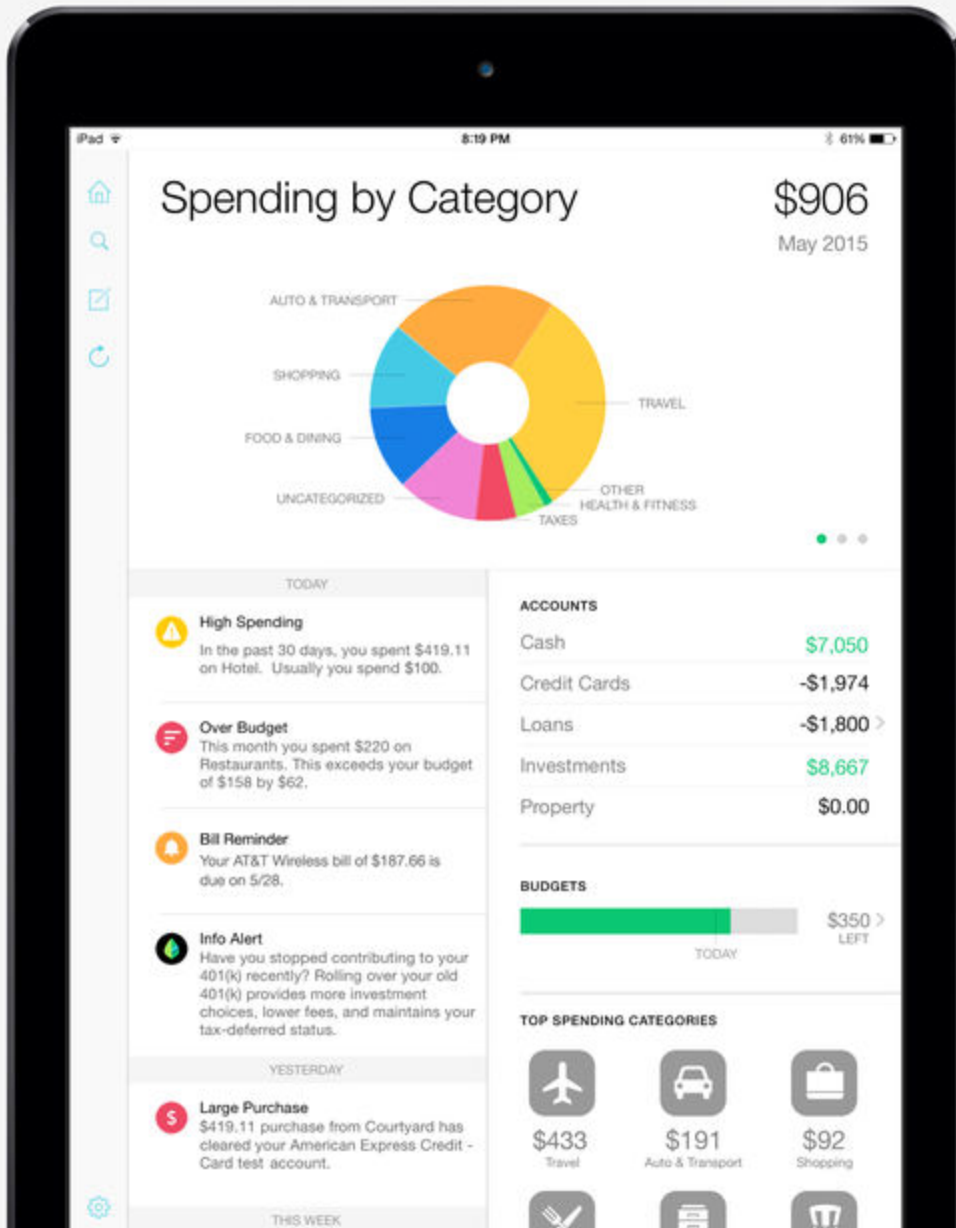 iPad
8:19 PM
61%
Spending by Category
$906
May 2015
AUTO & TRANSPORT
SHOPPING
TRAVEL
FOOD & DINING
UNCATEGORIZED
OTHER
HEALTH & FITNESS
TAXES
TODAY
High Spending
In the past 30 days, you spent $419.11
on Hotel. Usually you spend $100.
Over Budget
This month you spent $220 on
Restaurants. This exceeds your budget
of $158 by $62.
Bill Reminder
Your AT&T Wireless bill of $187.66 is
due on 5/28.
Info Alert
Have you stopped contributing to your
401(k) recently? Rolling over your old
401(k) provides more investment
choices, lower fees, and maintains your
tax-deferred status.
YESTERDAY
$
Large Purchase
$419.11 purchase from Courtyard has
cleared your American Express Credit -
Card test account.
THIS WEEK
ACCOUNTS
Cash $7,050
Credit Cards -$1,974
Loans -$1,800
Investments $8,667
Property $0.00
BUDGETS
$350
LEFT
TODAY
TOP SPENDING CATEGORIES
$433 $191 $92
Travel Auto & Transport Shopping